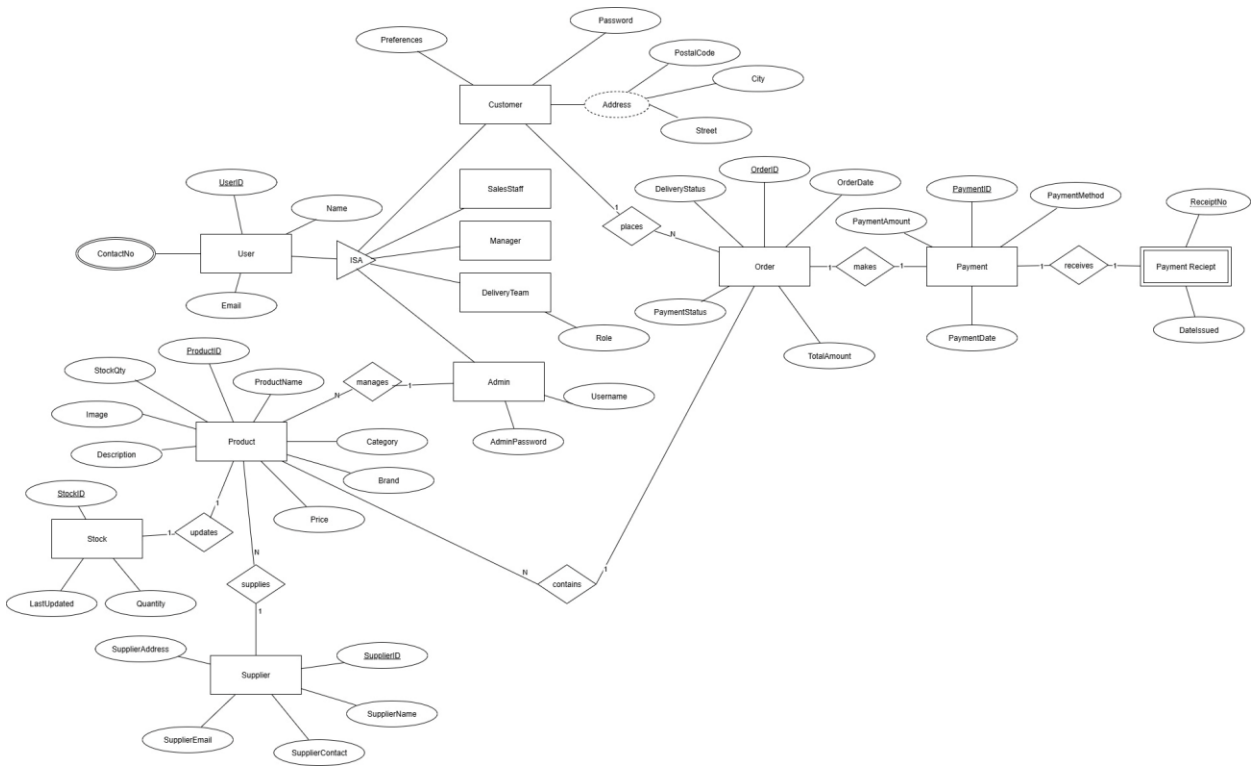 Password
Preferences
PostalCode
City
Customer
Address
Street
UserID
SalesStaff
OrderID
DeliveryStatus
OrderDate
PaymentID
PaymentMethod
ReceiptNo
Name
1
places
N
PaymentAmount
ContactNo
User
Manager
ISA
Order
1
makes
1
Payment
1
receives
1
Payment Reciept
Email
DeliveryTeam
PaymentStatus
Role
PaymentDate
DateIssued
TotalAmount
ProductID
StockQty
ProductName
manages
N
1
Admin
Username
Image
Product
Category
AdminPassword
Description
Brand
StockID
1
Price
Stock
1
updates
N
supplies
1
N
contains
1
LastUpdated
Quantity
SupplierAddress
SupplierID
Supplier
SupplierName
SupplierEmail
SupplierContact